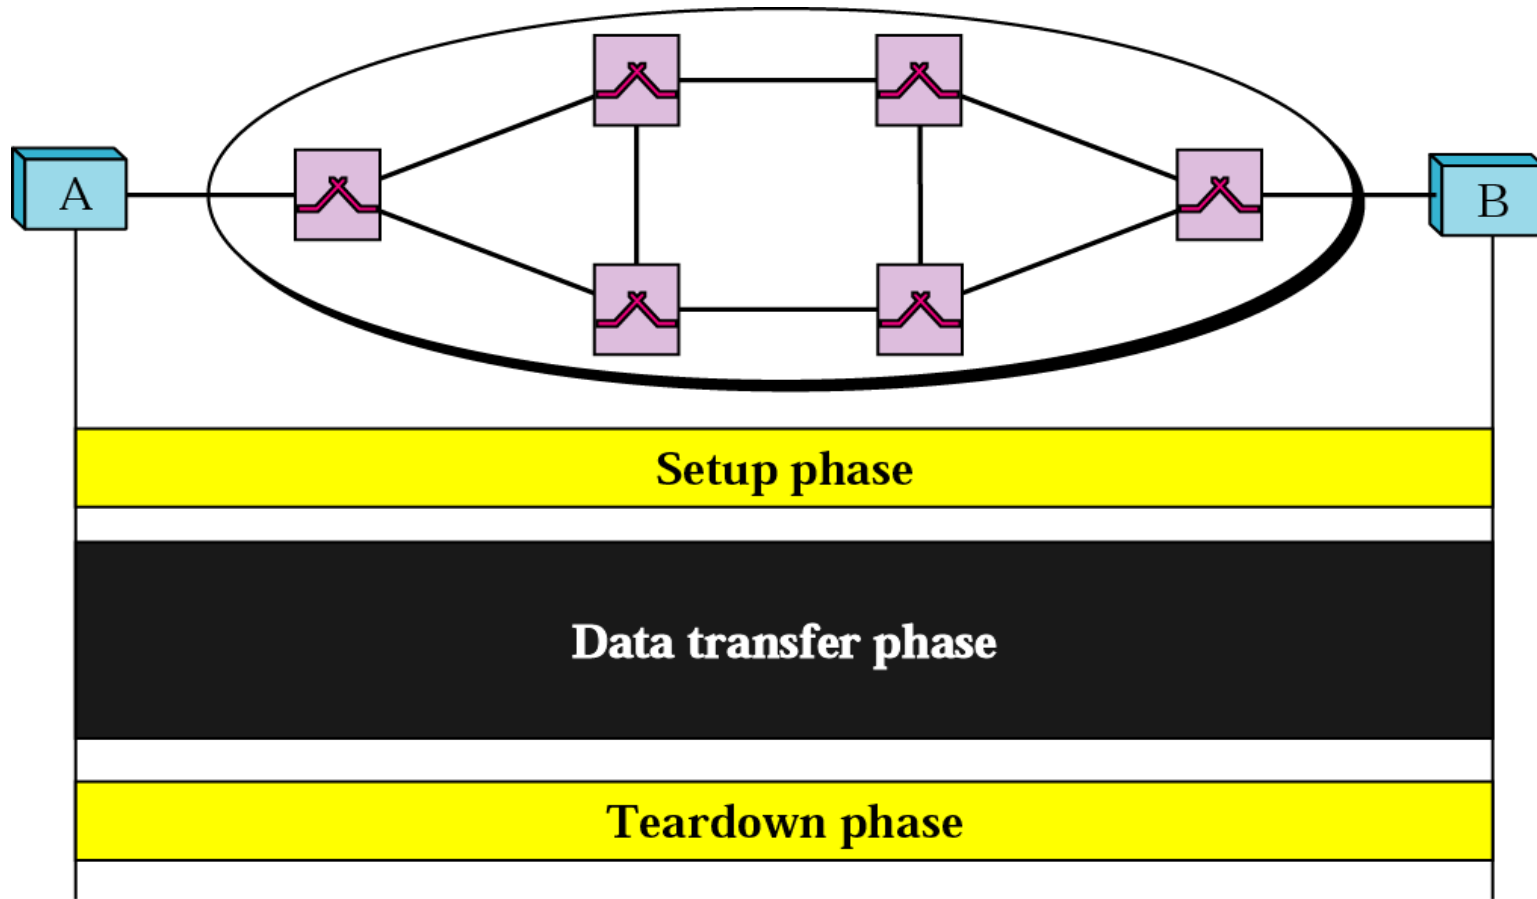 A
B
Setup phase
Data transfer phase
Teardown phase